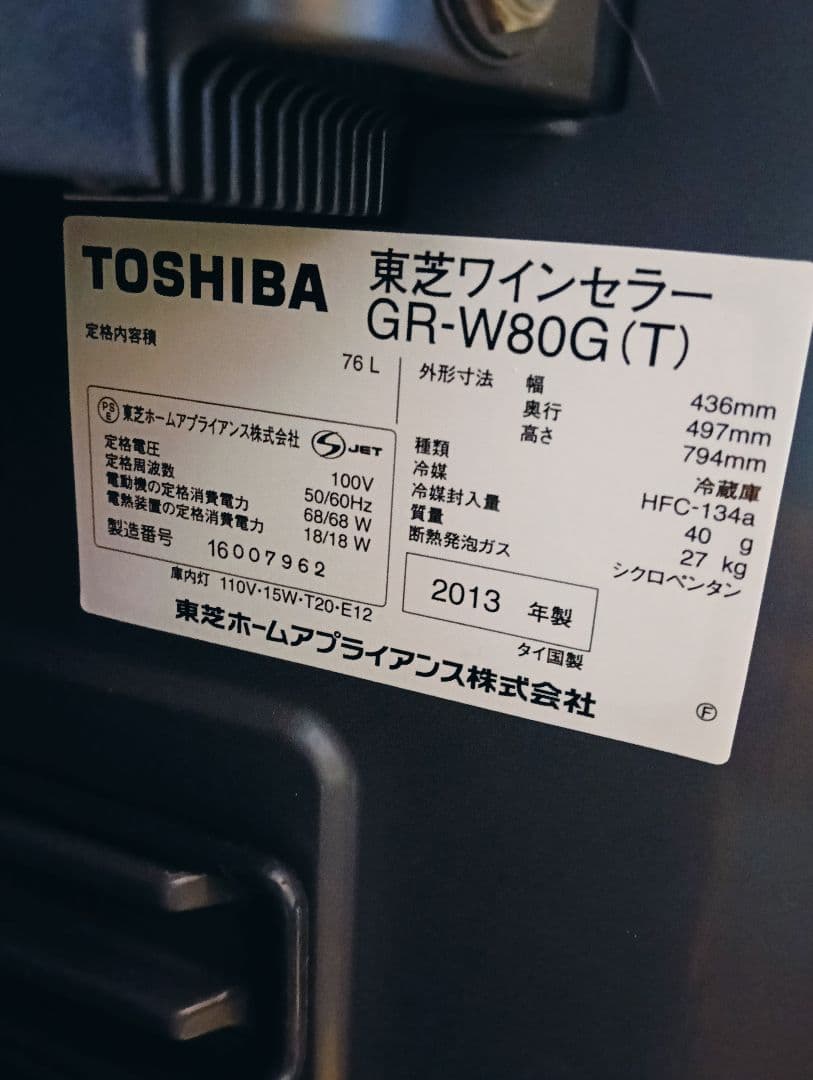 TOSHIBA
東芝ワインセラー
GR-W80G(T)
定格内容積
76 L
外形寸法 幅 436mm
奥行 497mm
高さ 794mm
種類 冷蔵庫
冷媒 HFC-134a
冷媒封入量 40 g
質量 27 kg
断熱発泡ガス シクロペンタン
PS E 東芝ホームアプライアンス株式会社 S JET
定格電圧 100V
定格周波数 50/60Hz
電動機の定格消費電力 68/68 W
電熱装置の定格消費電力 18/18 W
製造番号 16007962
庫内灯 110V・15W・T20・E12
2013 年製
タイ国製
東芝ホームアプライアンス株式会社
Ⓕ